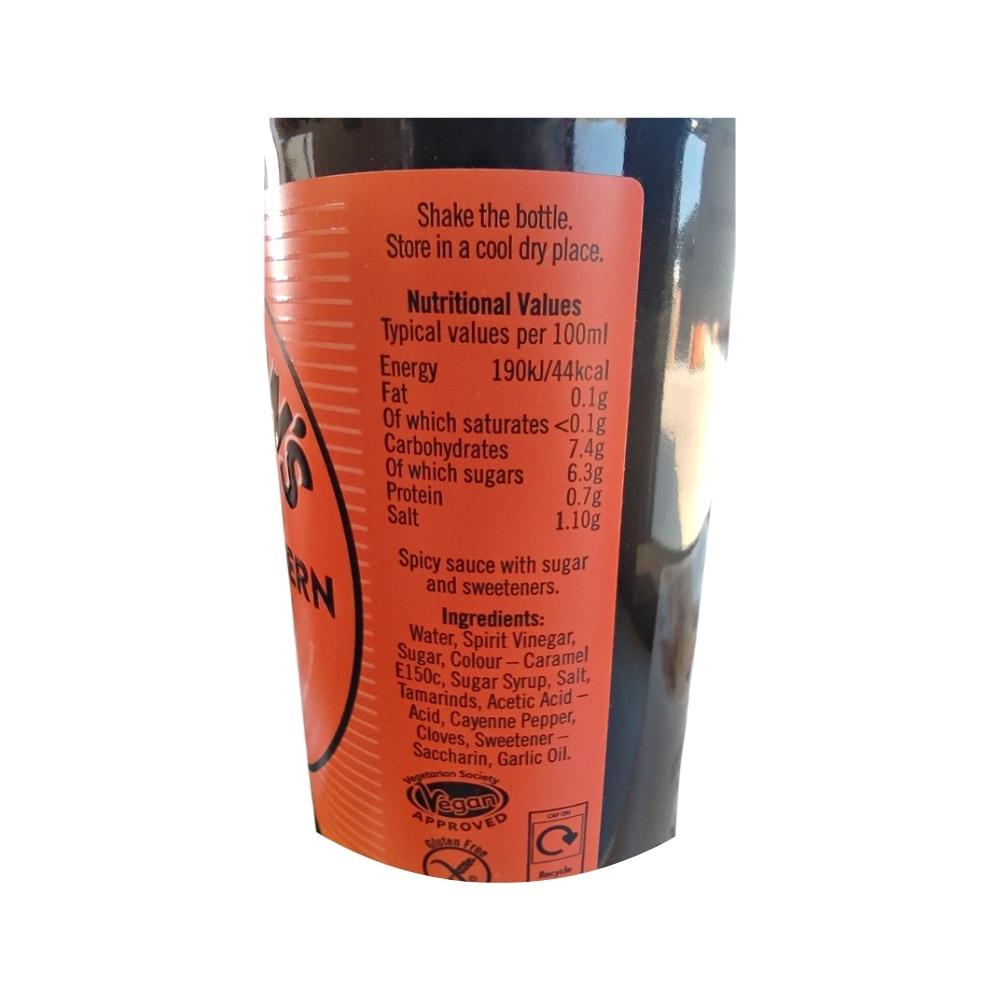 Shake the bottle.
Store in a cool dry place.
Nutritional Values
Typical values per 100ml
Energy 190kJ/44kcal
Fat 0.1g
Of which saturates <0.1g
Carbohydrates 7.4g
Of which sugars 6.3g
Protein 0.7g
Salt 1.10g
Spicy sauce with sugar
and sweeteners.
Ingredients:
Water, Spirit Vinegar,
Sugar, Colour – Caramel
E150c, Sugar Syrup, Salt,
Tamarinds, Acetic Acid –
Acid, Cayenne Pepper,
Cloves, Sweetener –
Saccharin, Garlic Oil.
Vegetarian Society
Vegan
APPROVED
Gluten Free
CAP ON
Recycle
'S
ERN